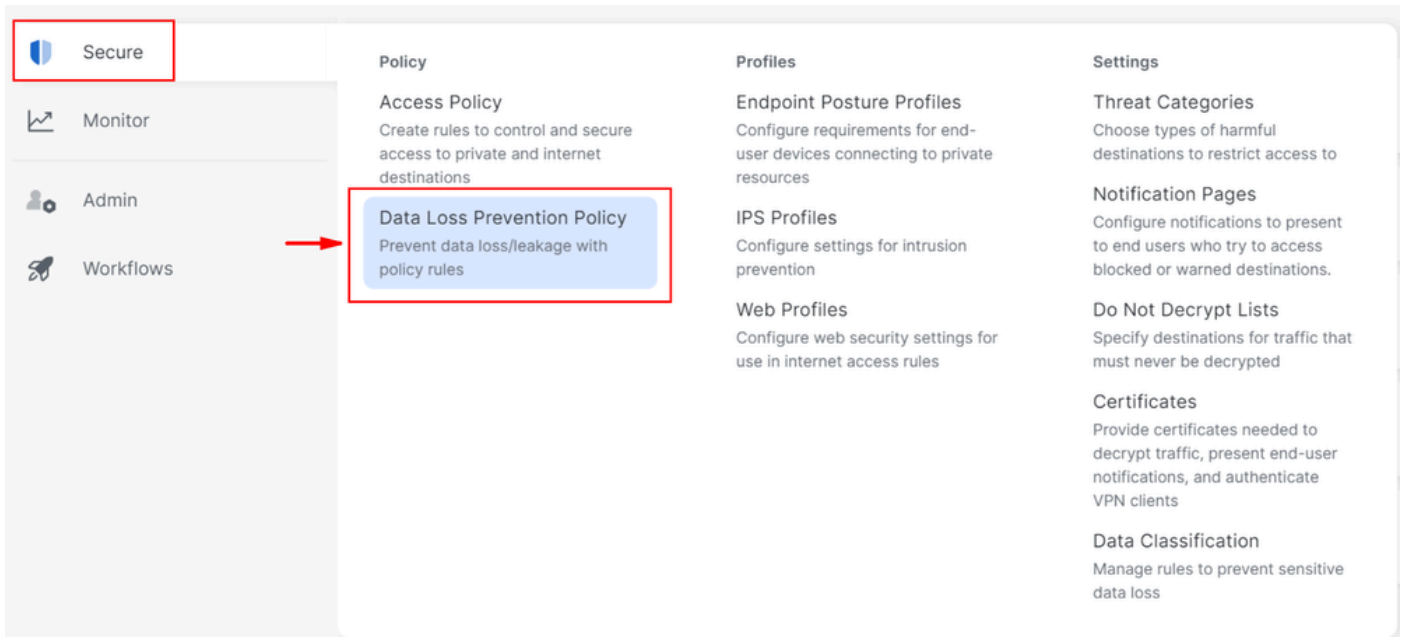 Secure
Monitor
Admin
Workflows
Policy
Access Policy
Create rules to control and secure
access to private and internet
destinations
Data Loss Prevention Policy
Prevent data loss/leakage with
policy rules
Profiles
Endpoint Posture Profiles
Configure requirements for end-
user devices connecting to private
resources
IPS Profiles
Configure settings for intrusion
prevention
Web Profiles
Configure web security settings for
use in internet access rules
Settings
Threat Categories
Choose types of harmful
destinations to restrict access to
Notification Pages
Configure notifications to present
to end users who try to access
blocked or warned destinations.
Do Not Decrypt Lists
Specify destinations for traffic that
must never be decrypted
Certificates
Provide certificates needed to
decrypt traffic, present end-user
notifications, and authenticate
VPN clients
Data Classification
Manage rules to prevent sensitive
data loss